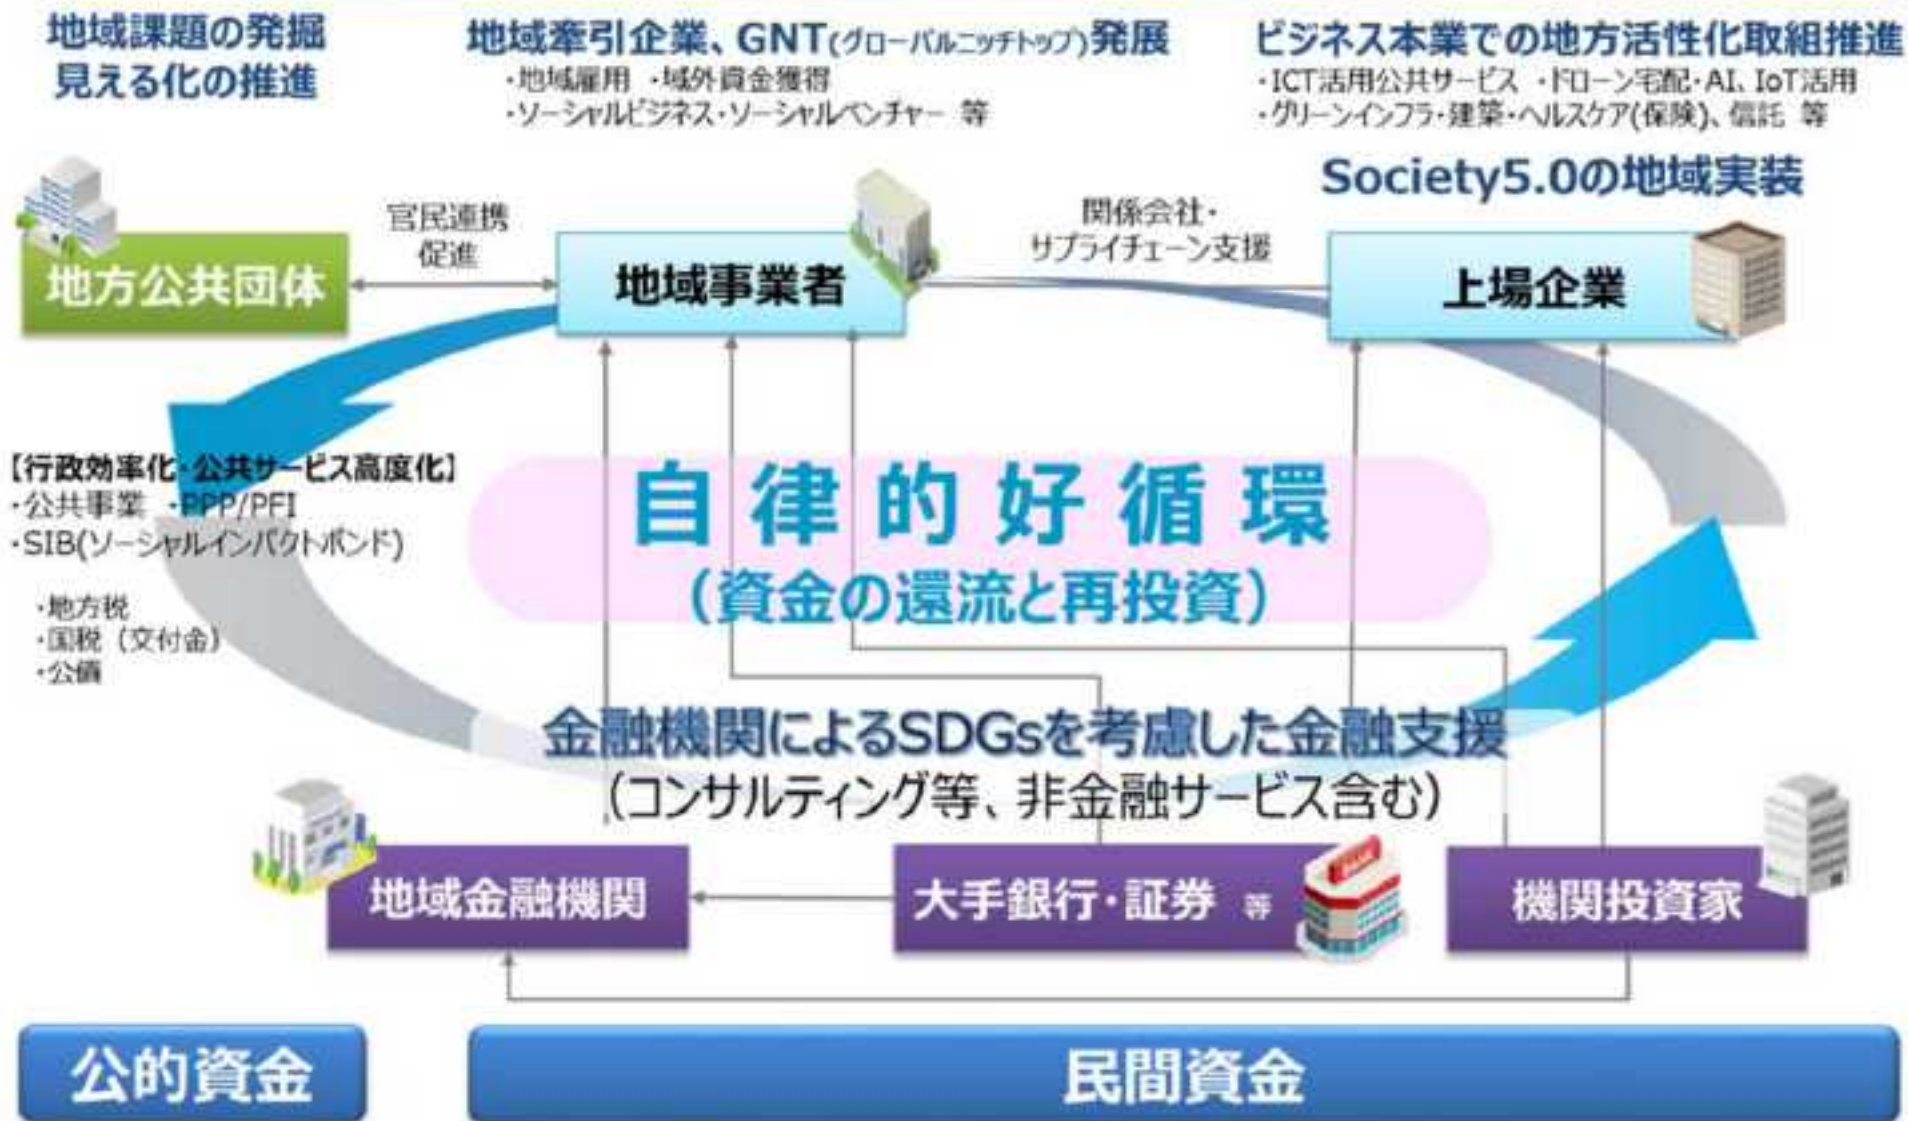 地域課題の発掘
見える化の推進
地域牽引企業、GNT(グローバルニッチトップ)発展
・地域雇用 ・域外資金獲得
・ソーシャルビジネス・ソーシャルベンチャー 等
ビジネス本業での地方活性化取組推進
・ICT活用公共サービス ・ドローン宅配・AI、IoT活用
・グリーンインフラ・建築・ヘルスケア(保険)、信託 等
Society5.0の地域実装
地方公共団体
官民連携
促進
地域事業者
関係会社・
サプライチェーン支援
上場企業
【行政効率化・公共サービス高度化】
・公共事業 ・PPP/PFI
・SIB(ソーシャルインパクトボンド)
・地方税
・国税（交付金）
・公債
自律的好循環
（資金の還流と再投資）
金融機関によるSDGsを考慮した金融支援
（コンサルティング等、非金融サービス含む）
地域金融機関
大手銀行・証券 等
機関投資家
公的資金
民間資金